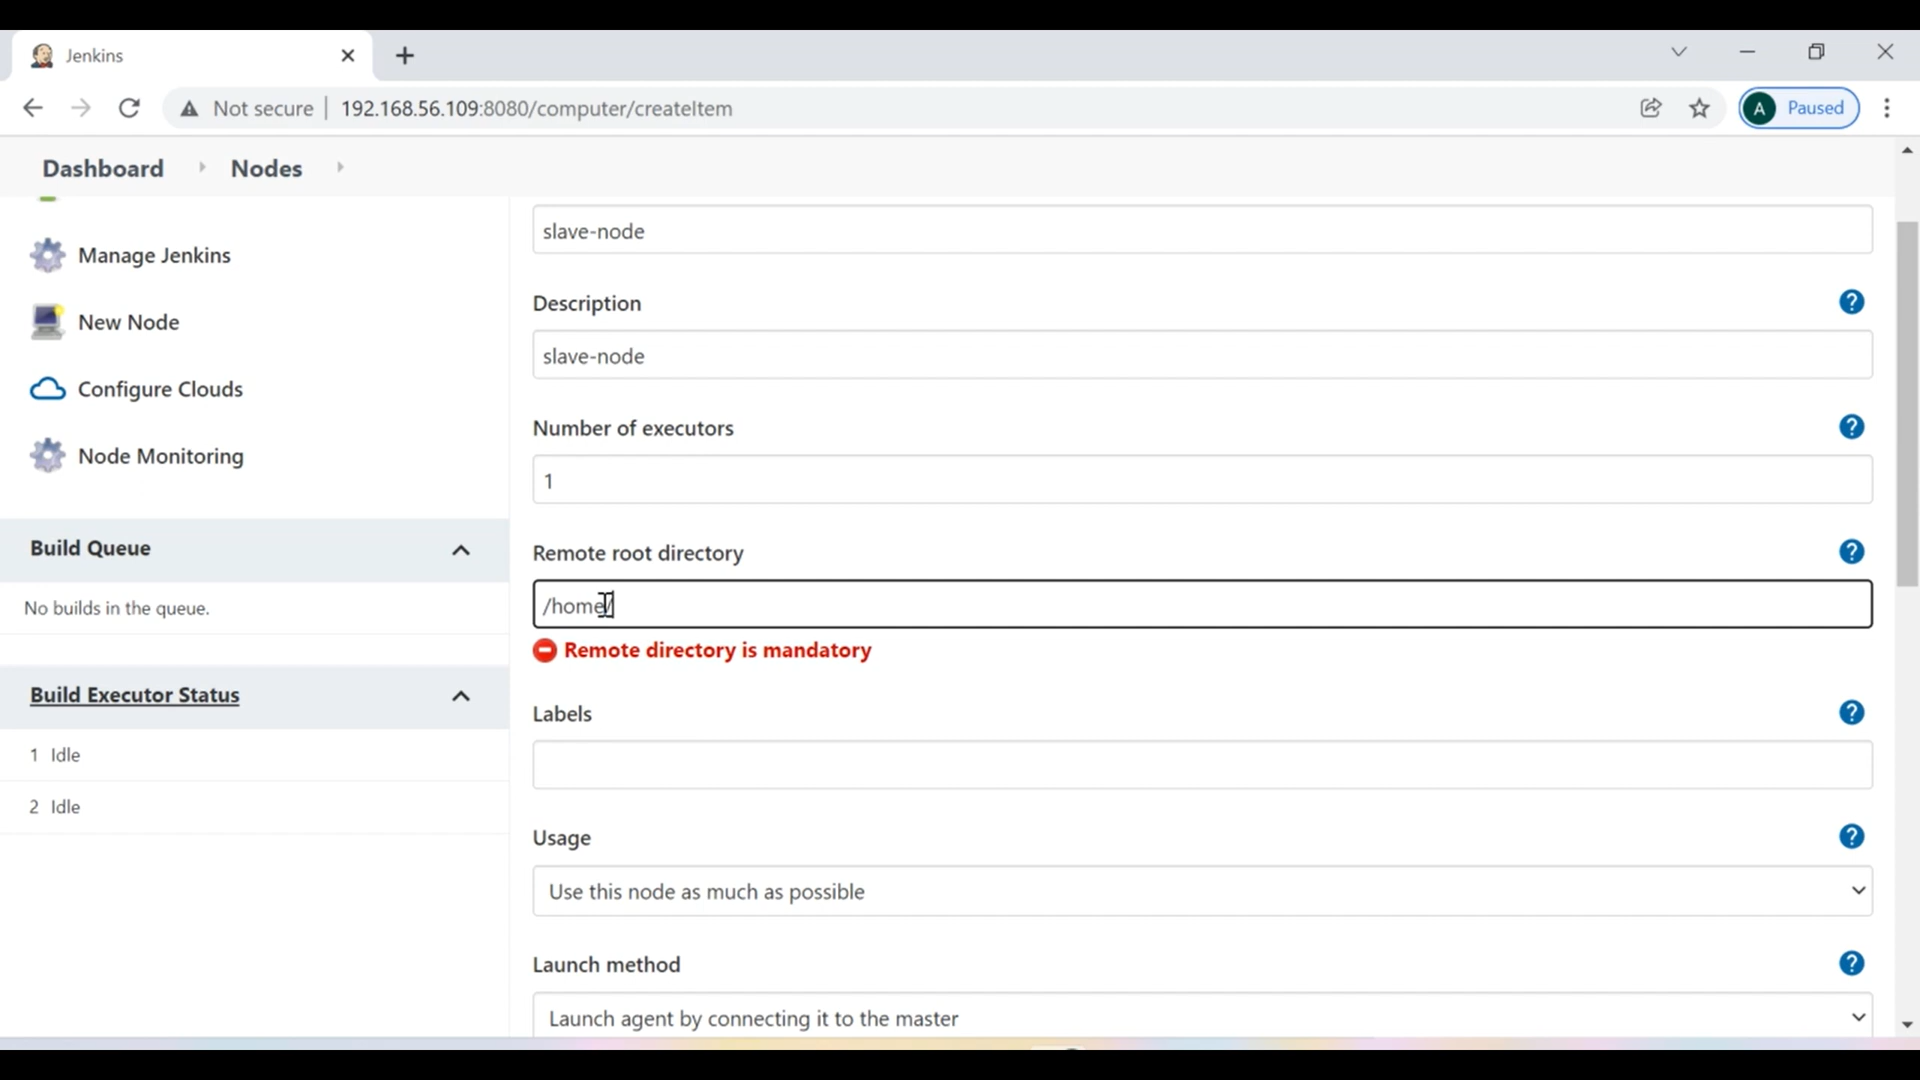 Jenkins
Not secure | 192.168.56.109:8080/computer/createItem
A Paused
Dashboard Nodes
Manage Jenkins
New Node
Configure Clouds
Node Monitoring
Build Queue
No builds in the queue.
Build Executor Status
1 Idle
2 Idle
slave-node
Description
?
slave-node
Number of executors
?
1
Remote root directory
?
/home/
Remote directory is mandatory
Labels
?
Usage
?
Use this node as much as possible
Launch method
?
Launch agent by connecting it to the master